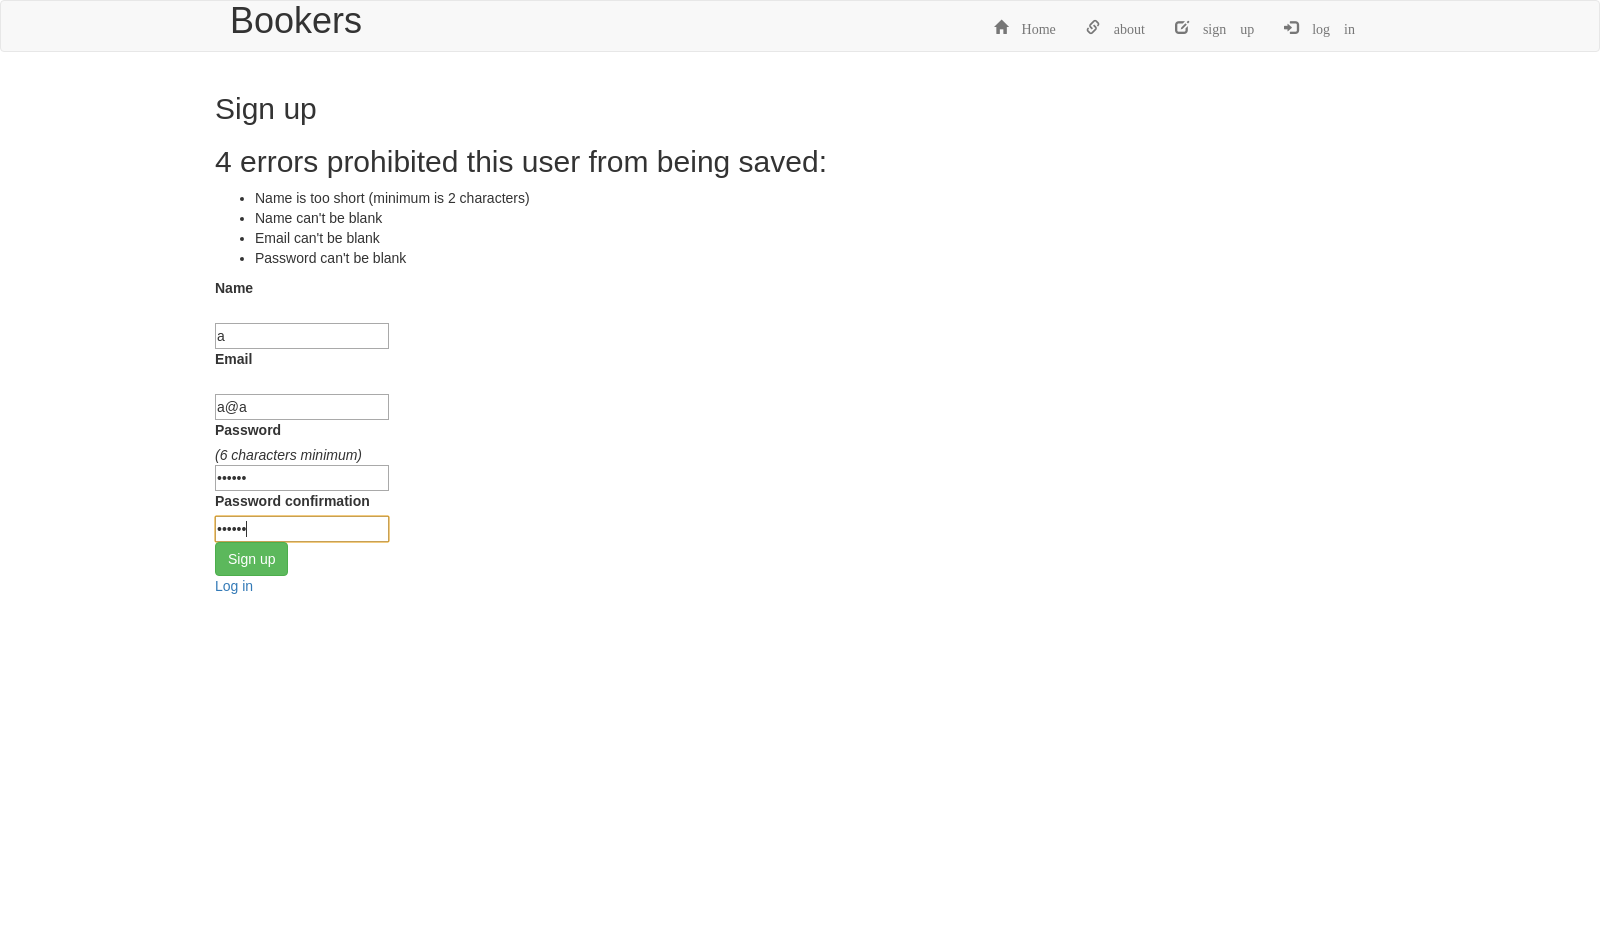 Bookers
Home about sign up log in
Sign up
4 errors prohibited this user from being saved:
Name is too short (minimum is 2 characters)
Name can't be blank
Email can't be blank
Password can't be blank
Name
a
Email
a@a
Password
(6 characters minimum)
••••••
Password confirmation
••••••
Sign up
Log in